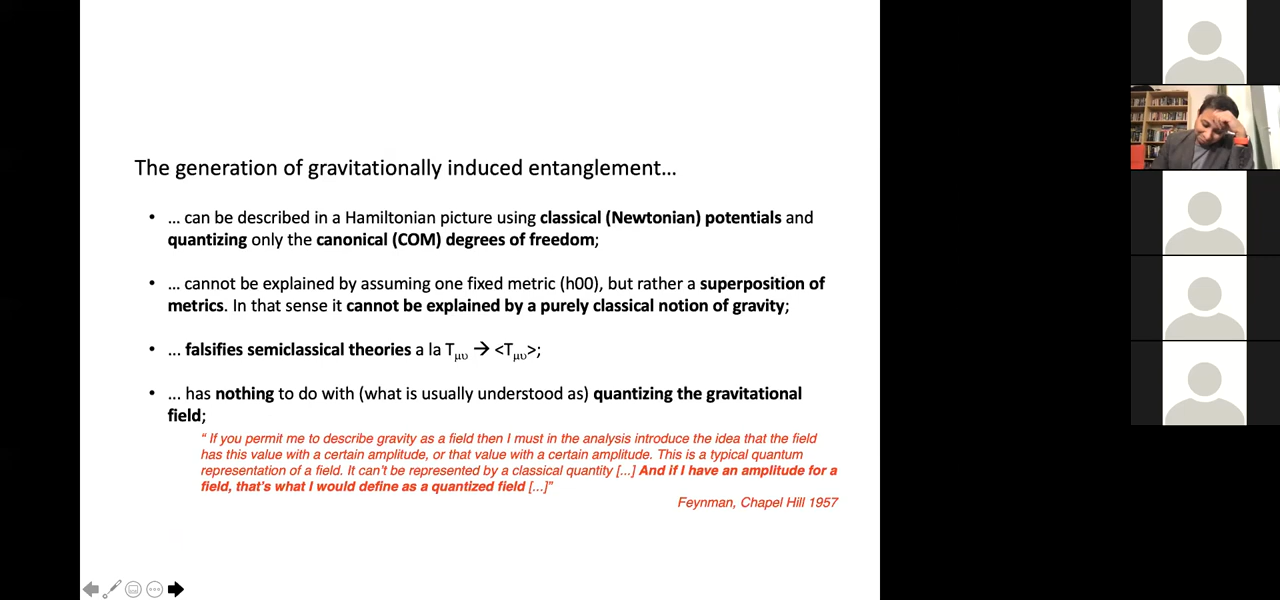 The generation of gravitationally induced entanglement…
• … can be described in a Hamiltonian picture using classical (Newtonian) potentials and
quantizing only the canonical (COM) degrees of freedom;
• … cannot be explained by assuming one fixed metric (h00), but rather a superposition of
metrics. In that sense it cannot be explained by a purely classical notion of gravity;
• … falsifies semiclassical theories a la Tμυ → <Tμυ>;
• … has nothing to do with (what is usually understood as) quantizing the gravitational
field;
“ If you permit me to describe gravity as a field then I must in the analysis introduce the idea that the field
has this value with a certain amplitude, or that value with a certain amplitude. This is a typical quantum
representation of a field. It can’t be represented by a classical quantity [...] And if I have an amplitude for a
field, that’s what I would define as a quantized field [...]”
Feynman, Chapel Hill 1957